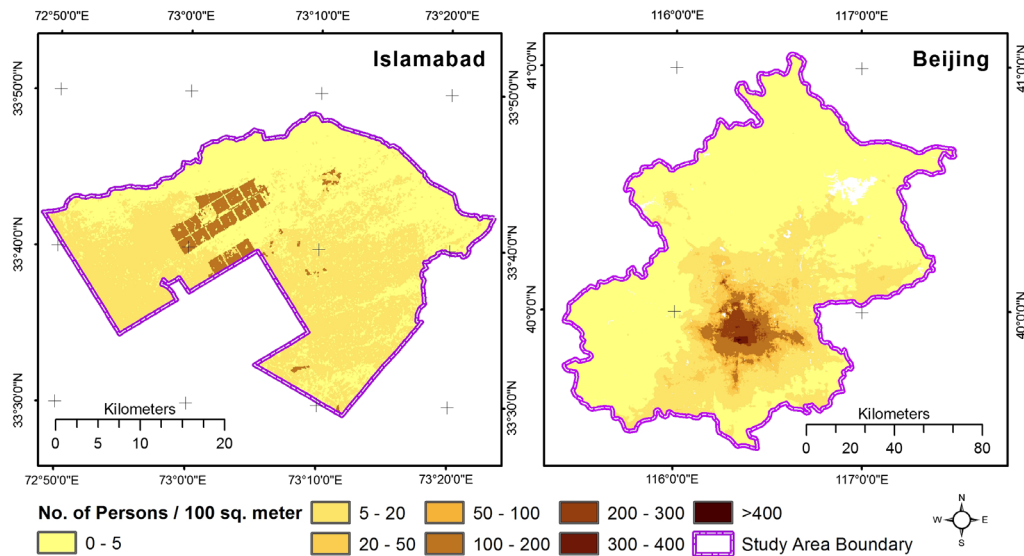 72°50'0"E 73°0'0"E 73°10'0"E 73°20'0"E 116°0'0"E 117°0'0"E
Islamabad
Beijing
33°50'0"N 33°50'0"N 41°0'0"N 41°0'0"N
33°40'0"N 33°40'0"N 40°0'0"N 40°0'0"N
33°30'0"N 33°30'0"N
Kilometers
0 5 10 20
Kilometers
0 20 40 80
72°50'0"E 73°0'0"E 73°10'0"E 73°20'0"E 116°0'0"E 117°0'0"E
No. of Persons / 100 sq. meter
0 - 5
5 - 20
20 - 50
50 - 100
100 - 200
200 - 300
300 - 400
>400
Study Area Boundary
N
W E
S